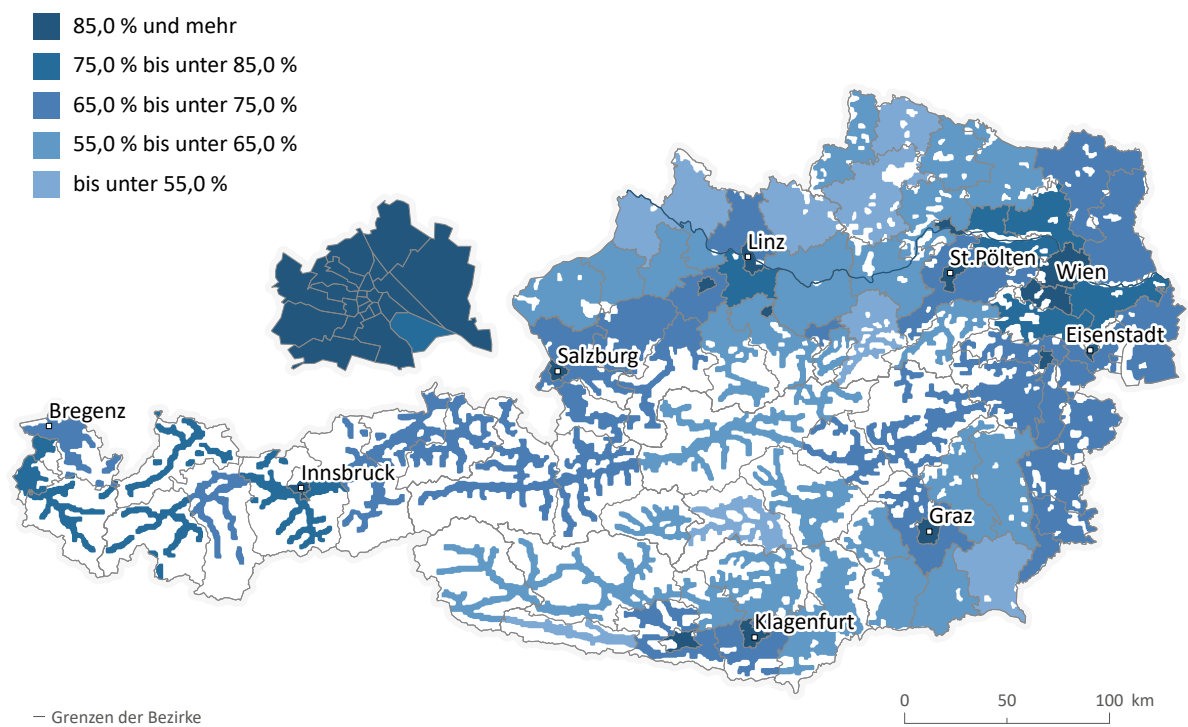 85,0 % und mehr
75,0 % bis unter 85,0 %
65,0 % bis unter 75,0 %
55,0 % bis unter 65,0 %
bis unter 55,0 %
Linz
St.Pölten
Wien
Eisenstadt
Salzburg
Bregenz
Innsbruck
Graz
Klagenfurt
0 50 100 km
— Grenzen der Bezirke